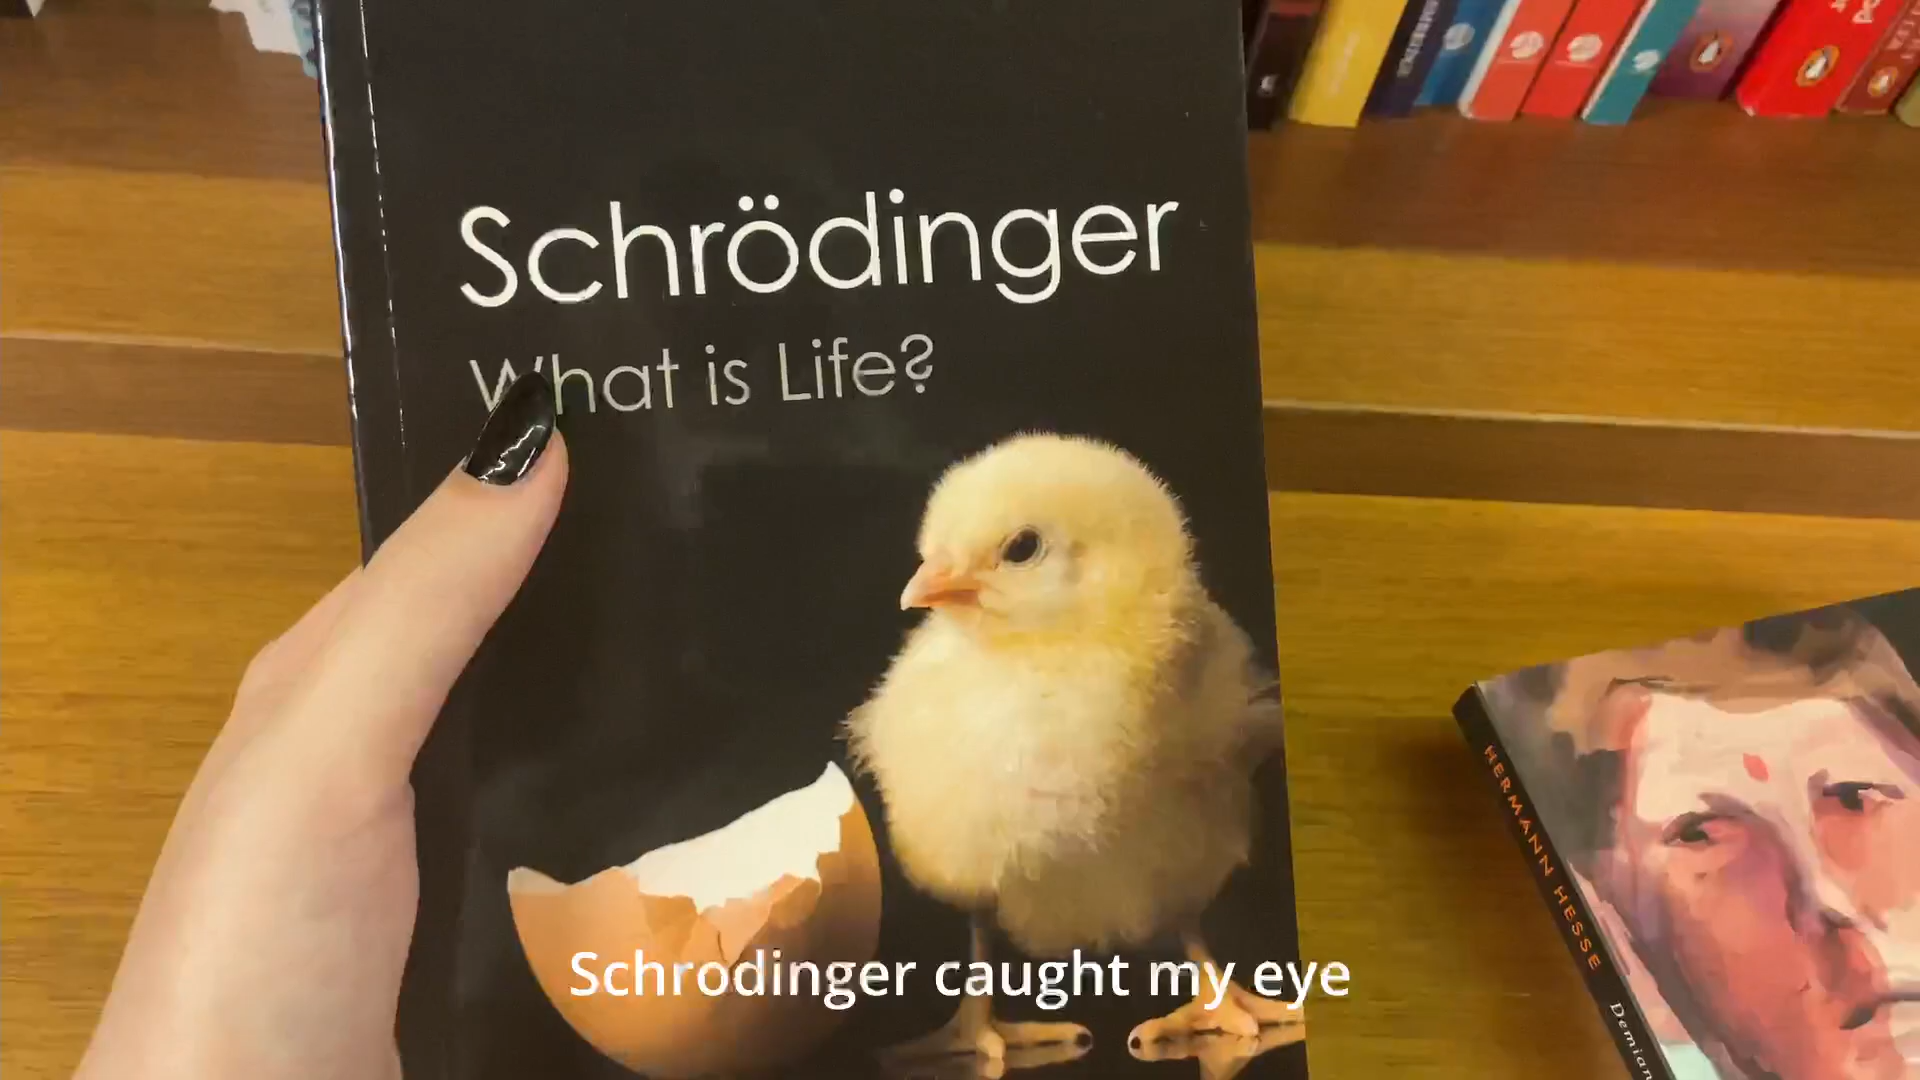 Schrödinger
What is Life?
HERMANN HESSE Demian
Schrodinger caught my eye